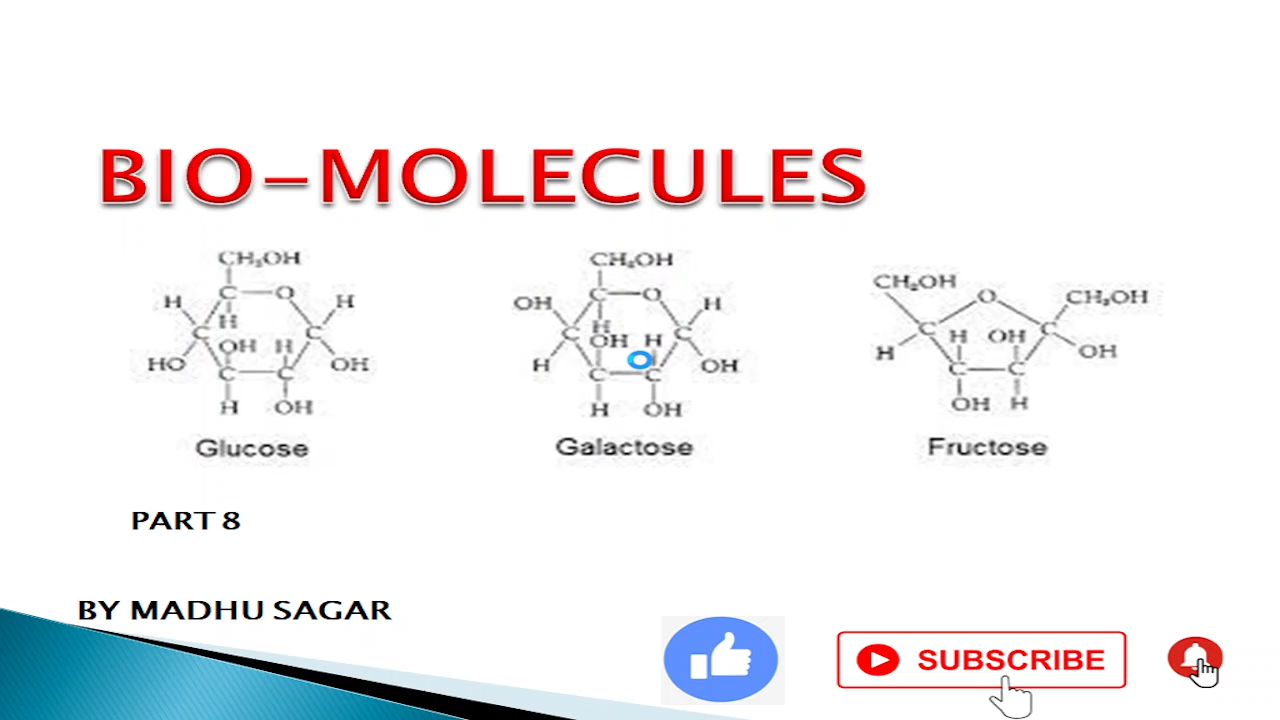 BIO-MOLECULES
CH₂OH
C O
H H
H
C C
OH H
HO OH
C C
H OH
Glucose
CH₂OH
C O
OH H
H
C C
OH H
H OH
C C
H OH
Galactose
CH₂OH O CH₂OH
C C
H OH
H OH
C C
OH H
Fructose
PART 8
BY MADHU SAGAR
SUBSCRIBE